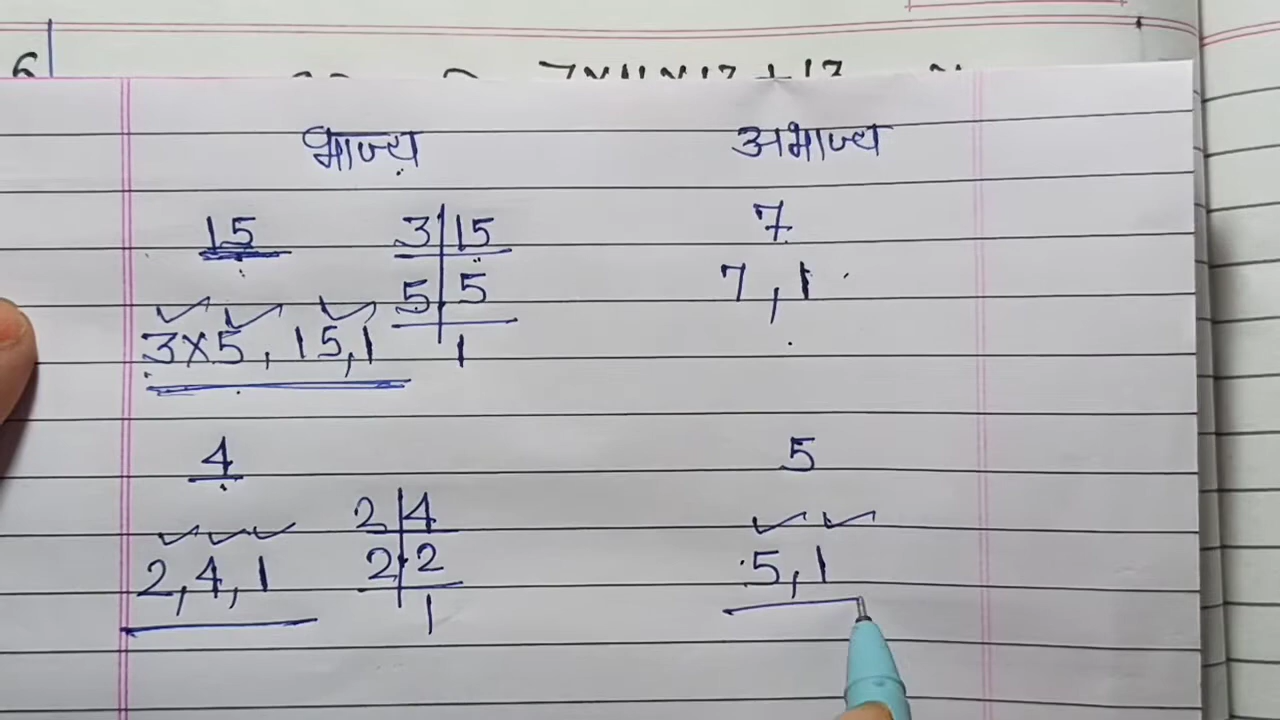 भाज्य अभाज्य
15 3 15 7
5 5 7, 1
3×5, 15, 1 1
4 5
2 4
2, 4, 1 2 2 5, 1
1